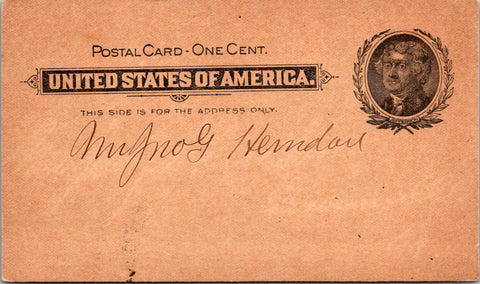 POSTAL CARD - ONE CENT.
UNITED STATES OF AMERICA.
THIS SIDE IS FOR THE ADDRESS ONLY.
Mr Jno G Herndon